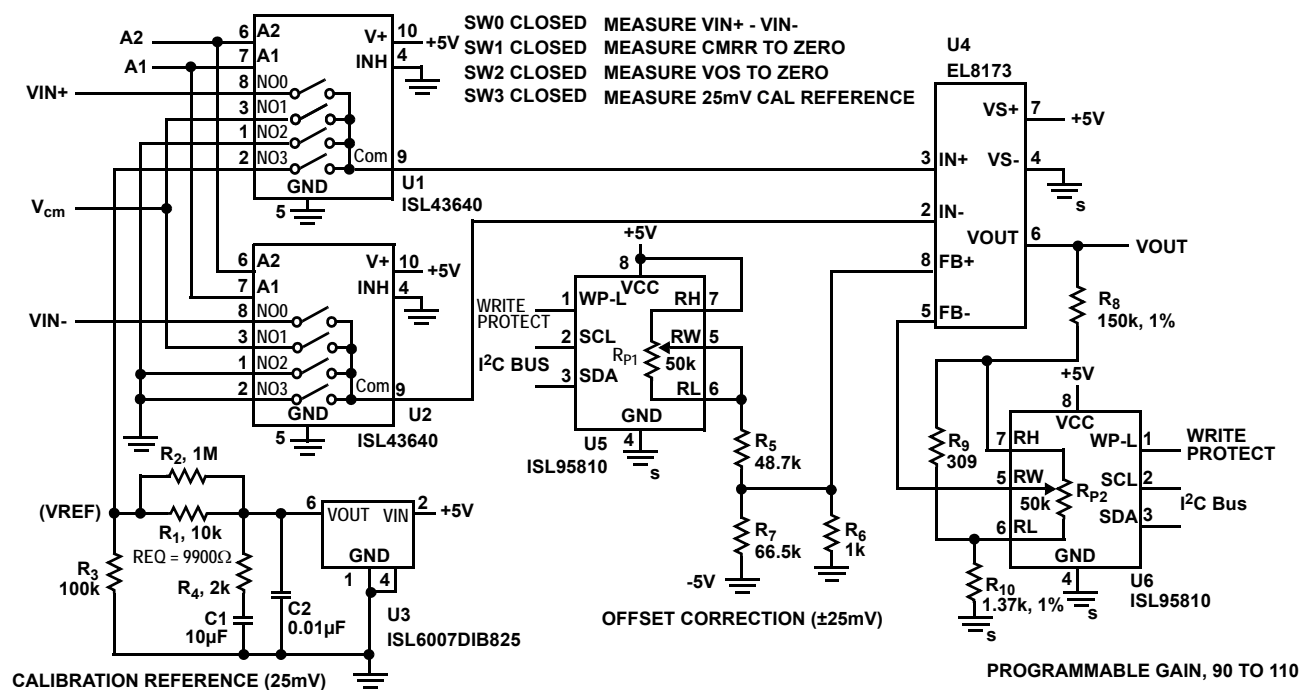 SW0 CLOSED MEASURE VIN+ - VIN-
SW1 CLOSED MEASURE CMRR TO ZERO
SW2 CLOSED MEASURE VOS TO ZERO
SW3 CLOSED MEASURE 25mV CAL REFERENCE
A2
A1
VIN+
Vcm
VIN-
6 A2
7 A1
8 NO0
3 NO1
1 NO2
2 NO3
V+ 10 +5V
INH 4
Com 9
GND
5
U1
ISL43640
6 A2
7 A1
8 NO0
3 NO1
1 NO2
2 NO3
V+ 10 +5V
INH 4
Com 9
GND
5
U2
ISL43640
U4
EL8173
VS+ 7 +5V
3 IN+
VS- 4
s
2 IN-
VOUT 6
VOUT
8 FB+
5 FB-
+5V
8
VCC
WRITE
PROTECT
1 WP-L
RH 7
2 SCL
RW 5
I²C BUS
RP1
50k
3 SDA
RL 6
GND
4
s
U5
ISL95810
R5
48.7k
R7
66.5k
-5V
R6
1k
OFFSET CORRECTION (±25mV)
R8
150k, 1%
+5V
8
VCC
R9
309
7 RH
WP-L 1
WRITE
PROTECT
5 RW
50k
RP2
SCL 2
I²C Bus
SDA 3
6 RL
GND
4
s
U6
ISL95810
R10
1.37k, 1%
s
PROGRAMMABLE GAIN, 90 TO 110
R2, 1M
(VREF)
R1, 10k
REQ = 9900Ω
R3
100k
R4, 2k
C1
10µF
C2
0.01µF
6 VOUT VIN 2 +5V
GND
1 4
U3
ISL6007DIB825
CALIBRATION REFERENCE (25mV)